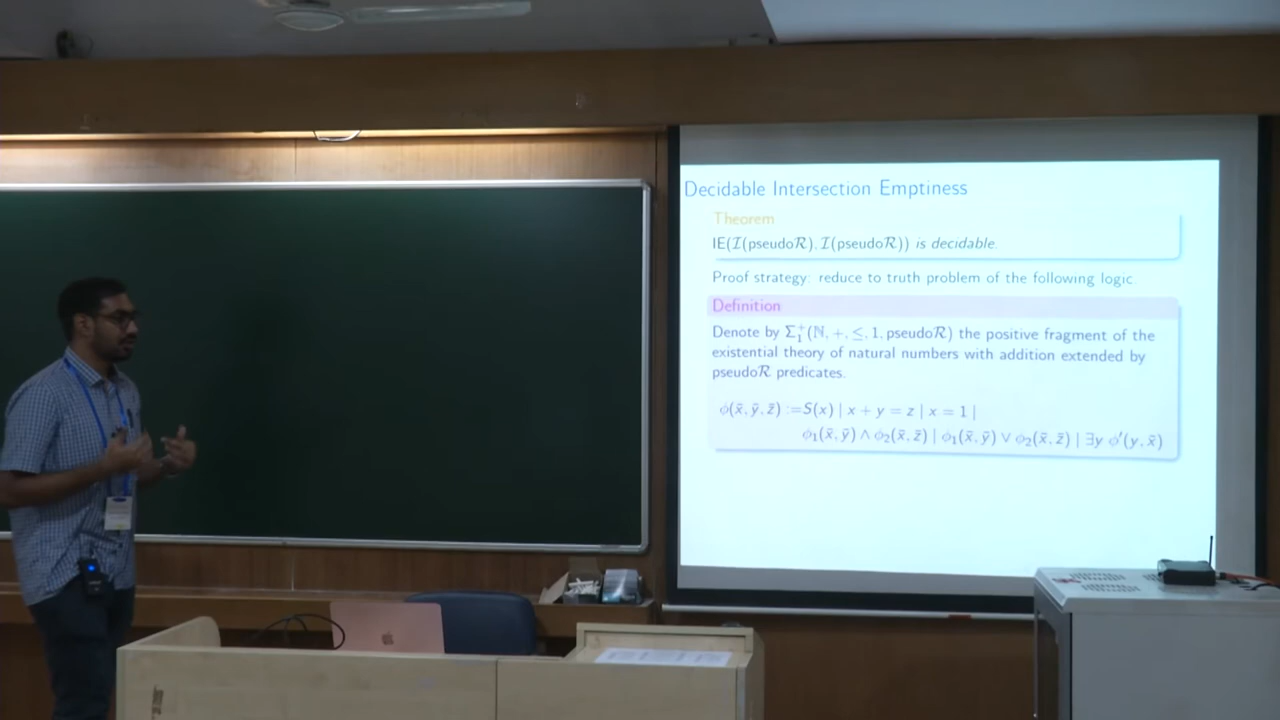 Decidable Intersection Emptiness
Theorem
IE(ℐ(pseudoℛ), ℐ(pseudoℛ)) is decidable.
Proof strategy: reduce to truth problem of the following logic
Definition
Denote by Σ₁⁺(ℕ, +, ≤, 1, pseudoℛ) the positive fragment of the
existential theory of natural numbers with addition extended by
pseudoℛ predicates.
ϕ(x̄, ȳ, z̄) :=S(x) | x + y = z | x = 1 |
ϕ₁(x̄, ȳ) ∧ ϕ₂(x̄, z̄) | ϕ₁(x̄, ȳ) ∨ ϕ₂(x̄, z̄) | ∃y ϕ′(y, x̄)